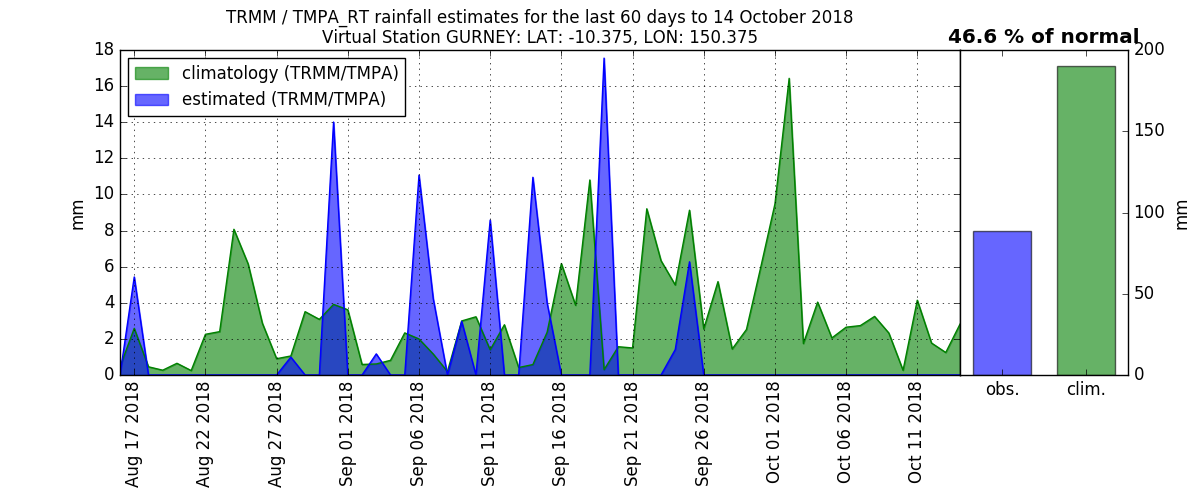 TRMM / TMPA_RT rainfall estimates for the last 60 days to 14 October 2018
Virtual Station GURNEY: LAT: -10.375, LON: 150.375
46.6 % of normal
climatology (TRMM/TMPA)
estimated (TRMM/TMPA)
18
16
14
12
10
8
6
4
2
0
mm
Aug 17 2018
Aug 22 2018
Aug 27 2018
Sep 01 2018
Sep 06 2018
Sep 11 2018
Sep 16 2018
Sep 21 2018
Sep 26 2018
Oct 01 2018
Oct 06 2018
Oct 11 2018
obs.
clim.
200
150
100
50
0
mm